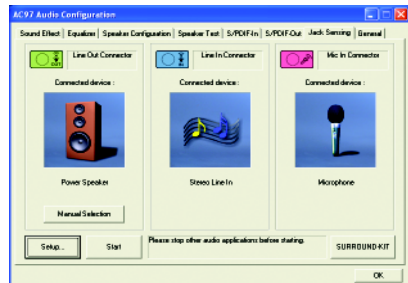 AC97 Audio Configuration
Sound Effect | Equalizer | Speaker Configuration | Speaker Test | S/PDIF-In | S/PDIF-Out | Jack Sensing | General
Line Out Connector
Line In Connector
Mic In Connector
Connected device :
Connected device :
Connected device :
Power Speaker
Stereo Line In
Microphone
Manual Selection
Setup...
Start
Please stop other audio applications before starting.
SURROUND-KIT
OK